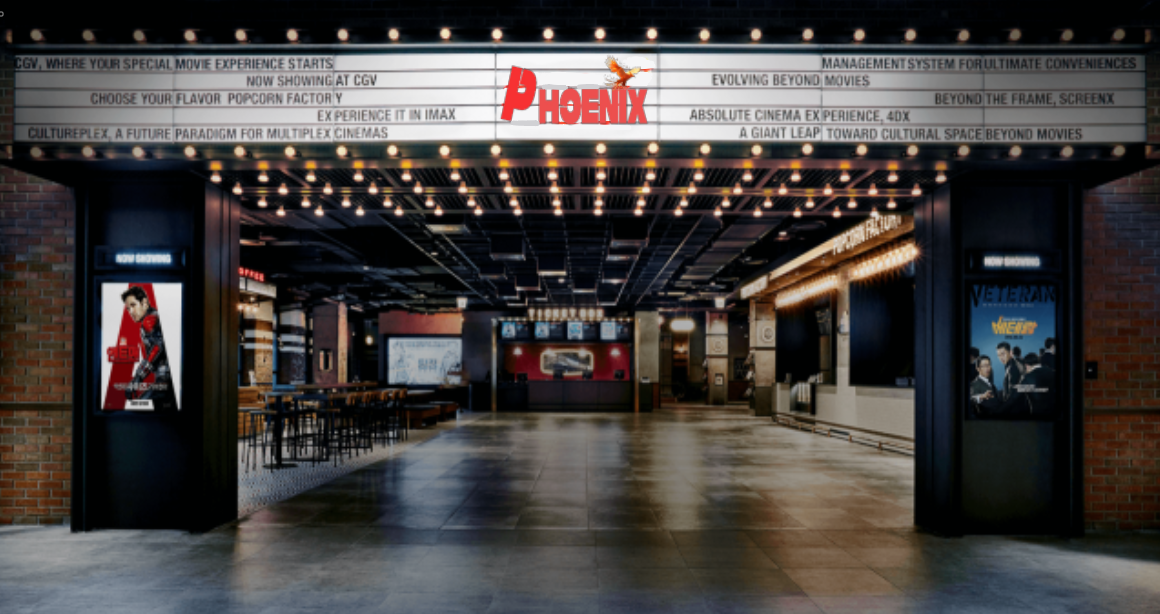 CGV, WHERE YOUR SPECIAL MOVIE EXPERIENCE STARTS
NOW SHOWING AT CGV
CHOOSE YOUR FLAVOR POPCORN FACTORY
EXPERIENCE IT IN IMAX
CULTUREPLEX, A FUTURE PARADIGM FOR MULTIPLEX CINEMAS
PHOENIX
MANAGEMENT SYSTEM FOR ULTIMATE CONVENIENCES
EVOLVING BEYOND MOVIES
BEYOND THE FRAME, SCREENX
ABSOLUTE CINEMA EXPERIENCE, 4DX
A GIANT LEAP TOWARD CULTURAL SPACE BEYOND MOVIES
POPCORN FACTORY
NOW SHOWING
NOW SHOWING
VETERAN
베테랑